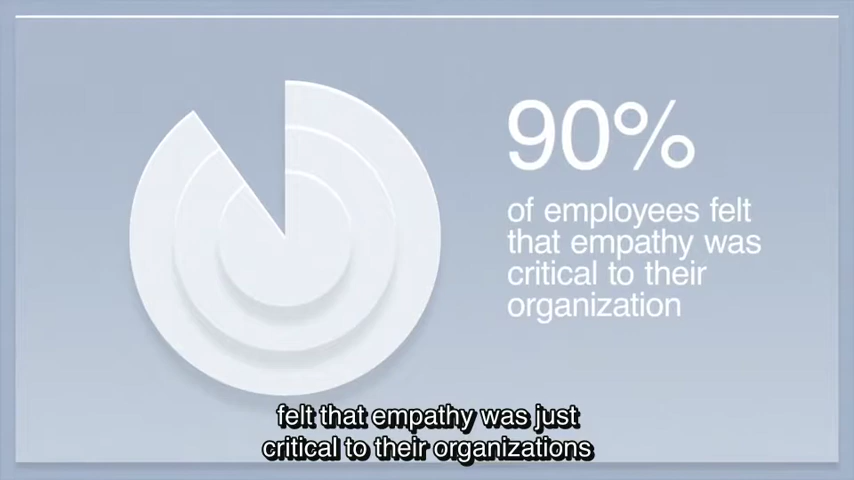 90%
of employees felt
that empathy was
critical to their
organization
felt that empathy was just
critical to their organizations